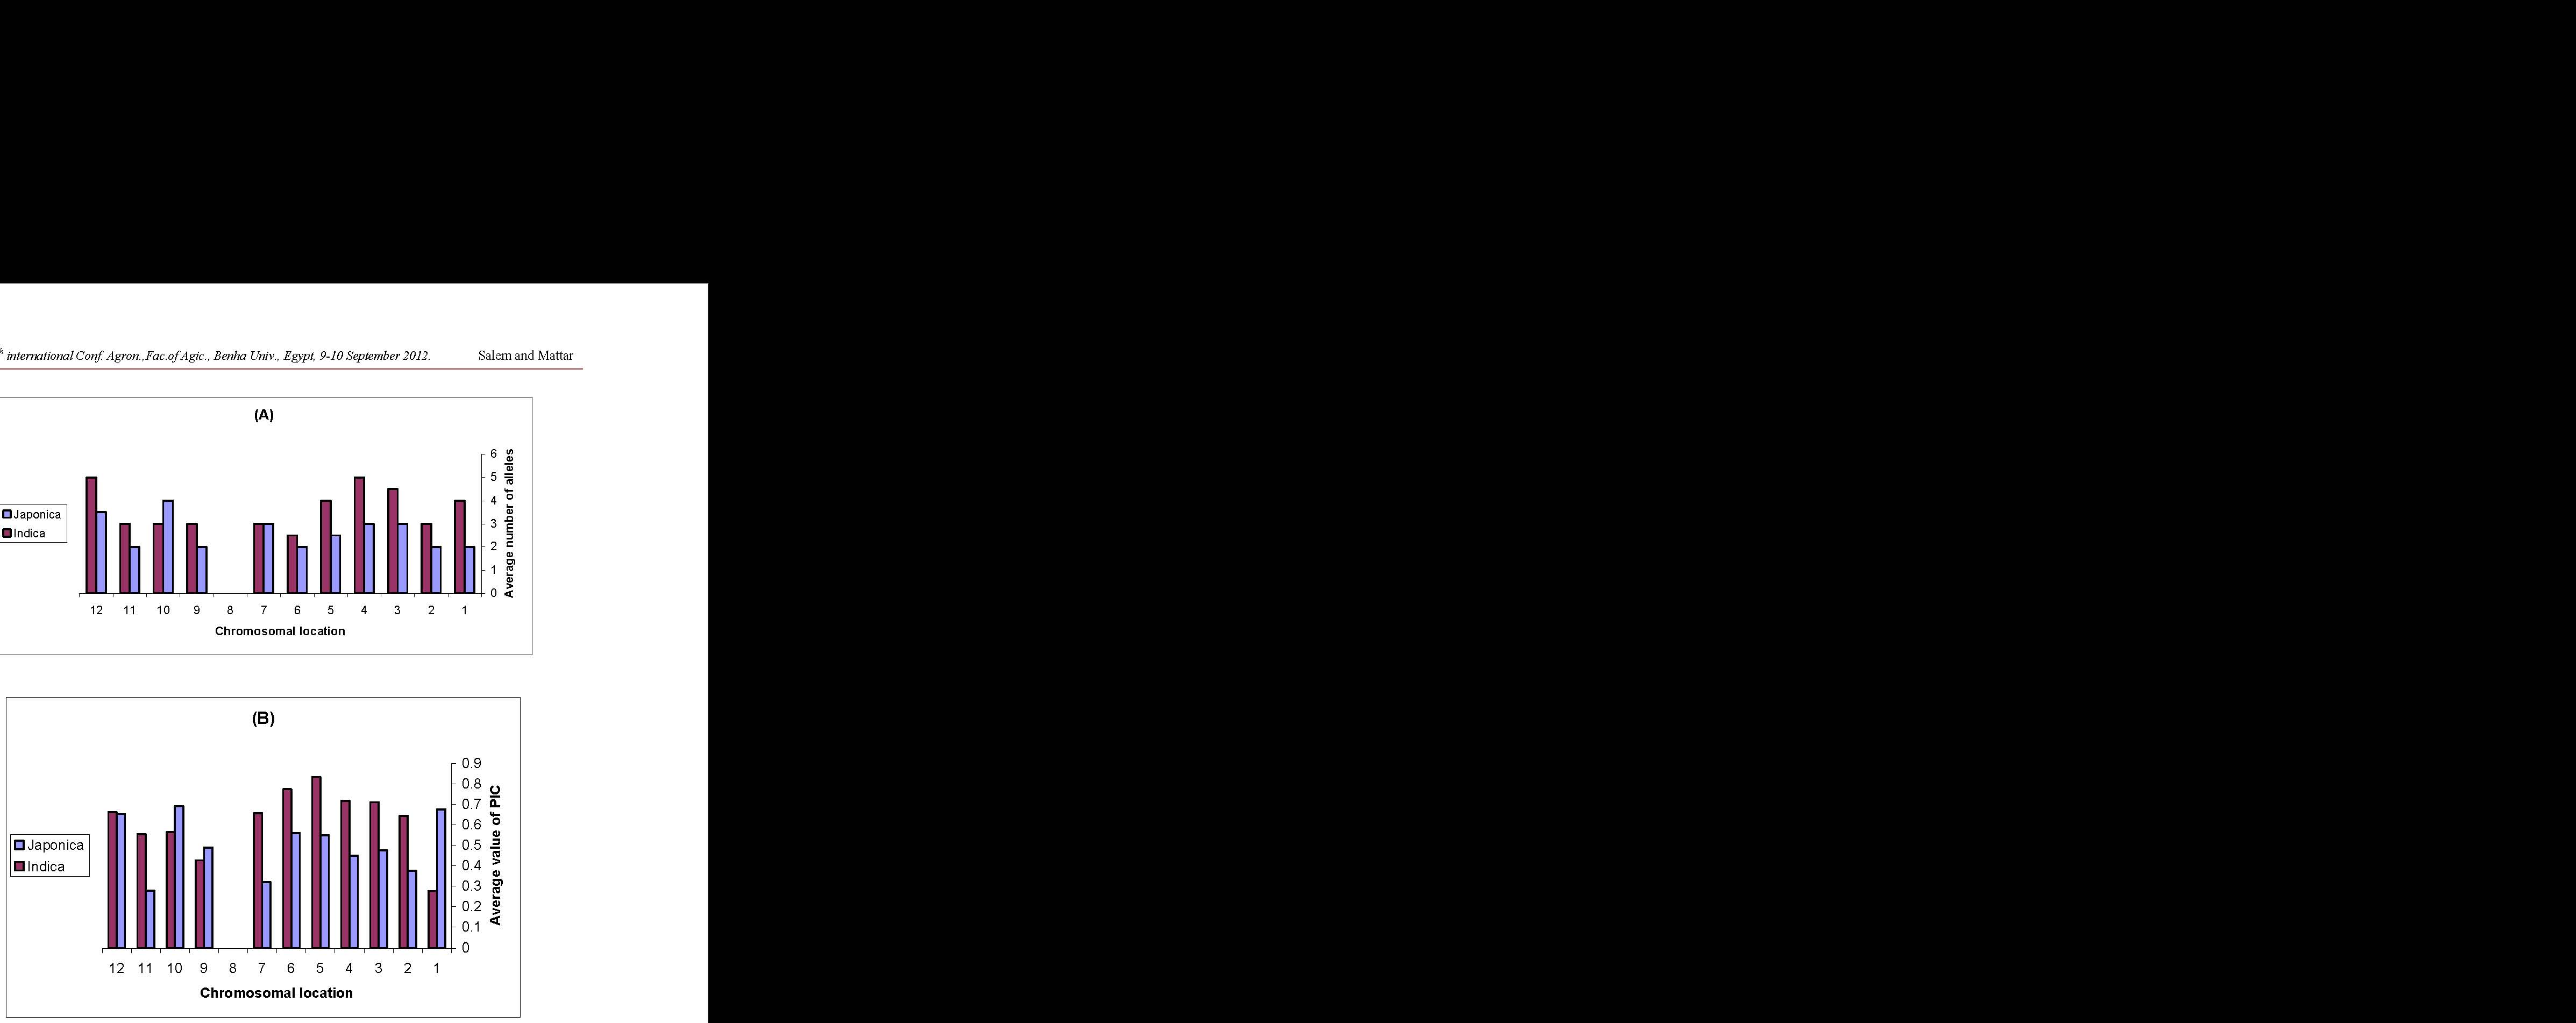 h international Conf. Agron.,Fac.of Agic., Benha Univ., Egypt, 9-10 September 2012. Salem and Mattar
(A)
6
5
4
3
2
1
0
Average number of alleles
Japonica
Indica
12 11 10 9 8 7 6 5 4 3 2 1
Chromosomal location
(B)
0.9
0.8
0.7
0.6
0.5
0.4
0.3
0.2
0.1
0
Average value of PIC
Japonica
Indica
12 11 10 9 8 7 6 5 4 3 2 1
Chromosomal location